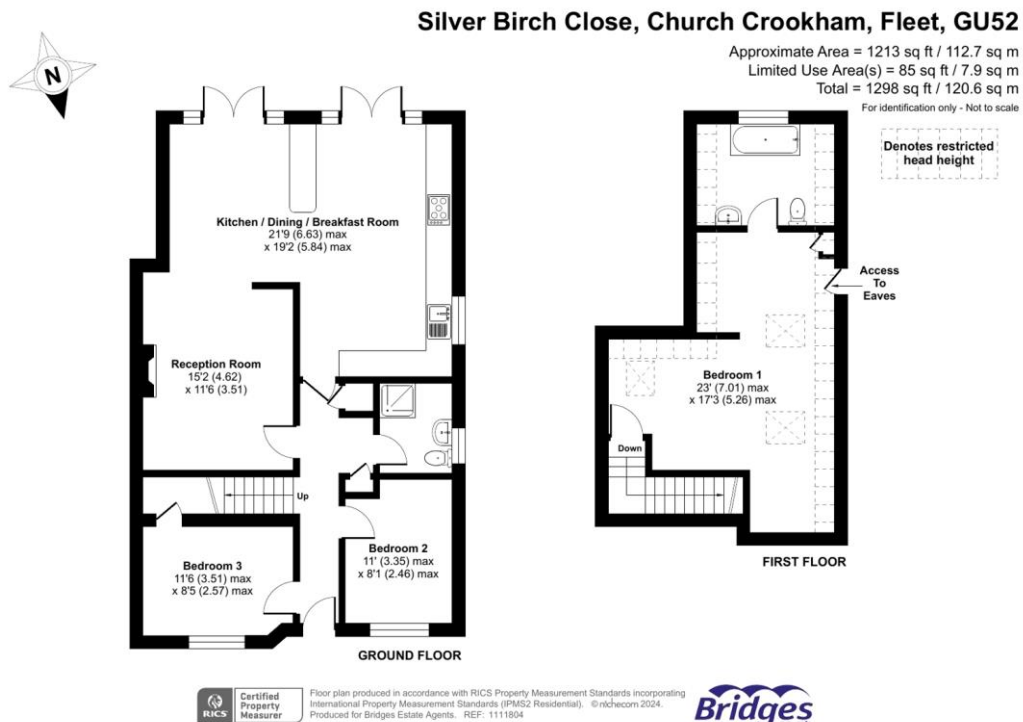 Silver Birch Close, Church Crookham, Fleet, GU52
Approximate Area = 1213 sq ft / 112.7 sq m
Limited Use Area(s) = 85 sq ft / 7.9 sq m
Total = 1298 sq ft / 120.6 sq m
For identification only - Not to scale
N
Denotes restricted
head height
Kitchen / Dining / Breakfast Room
21'9 (6.63) max
x 19'2 (5.84) max
Access
To
Eaves
Reception Room
15'2 (4.62)
x 11'6 (3.51)
Bedroom 1
23' (7.01) max
x 17'3 (5.26) max
Down
Up
Bedroom 2
11' (3.35) max
x 8'1 (2.46) max
Bedroom 3
11'6 (3.51) max
x 8'5 (2.57) max
FIRST FLOOR
GROUND FLOOR
RICS
Certified
Property
Measurer
Floor plan produced in accordance with RICS Property Measurement Standards incorporating
International Property Measurement Standards (IPMS2 Residential). © ntchecom 2024.
Produced for Bridges Estate Agents. REF: 1111804
Bridges